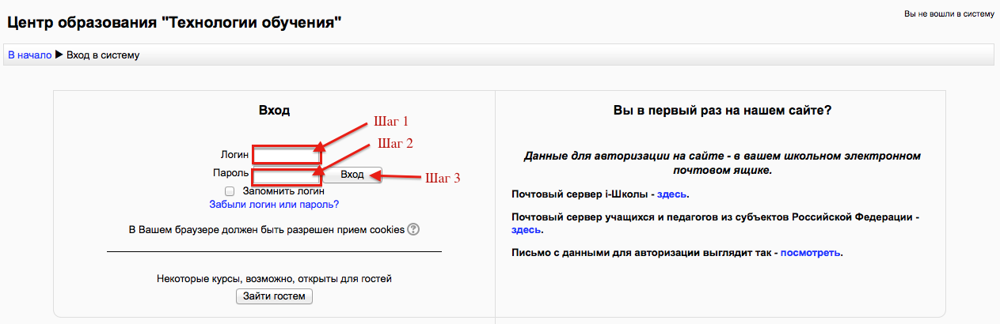 Вы не вошли в систему
Центр образования "Технологии обучения"
В начало ► Вход в систему
Вход
Шаг 1
Шаг 2
Логин
Пароль
Вход
Шаг 3
Запомнить логин
Забыли логин или пароль?
В Вашем браузере должен быть разрешен прием cookies ?
Некоторые курсы, возможно, открыты для гостей
Зайти гостем
Вы в первый раз на нашем сайте?
Данные для авторизации на сайте - в вашем школьном электронном
почтовом ящике.
Почтовый сервер i-Школы - здесь.
Почтовый сервер учащихся и педагогов из субъектов Российской Федерации -
здесь.
Письмо с данными для авторизации выглядит так - посмотреть.